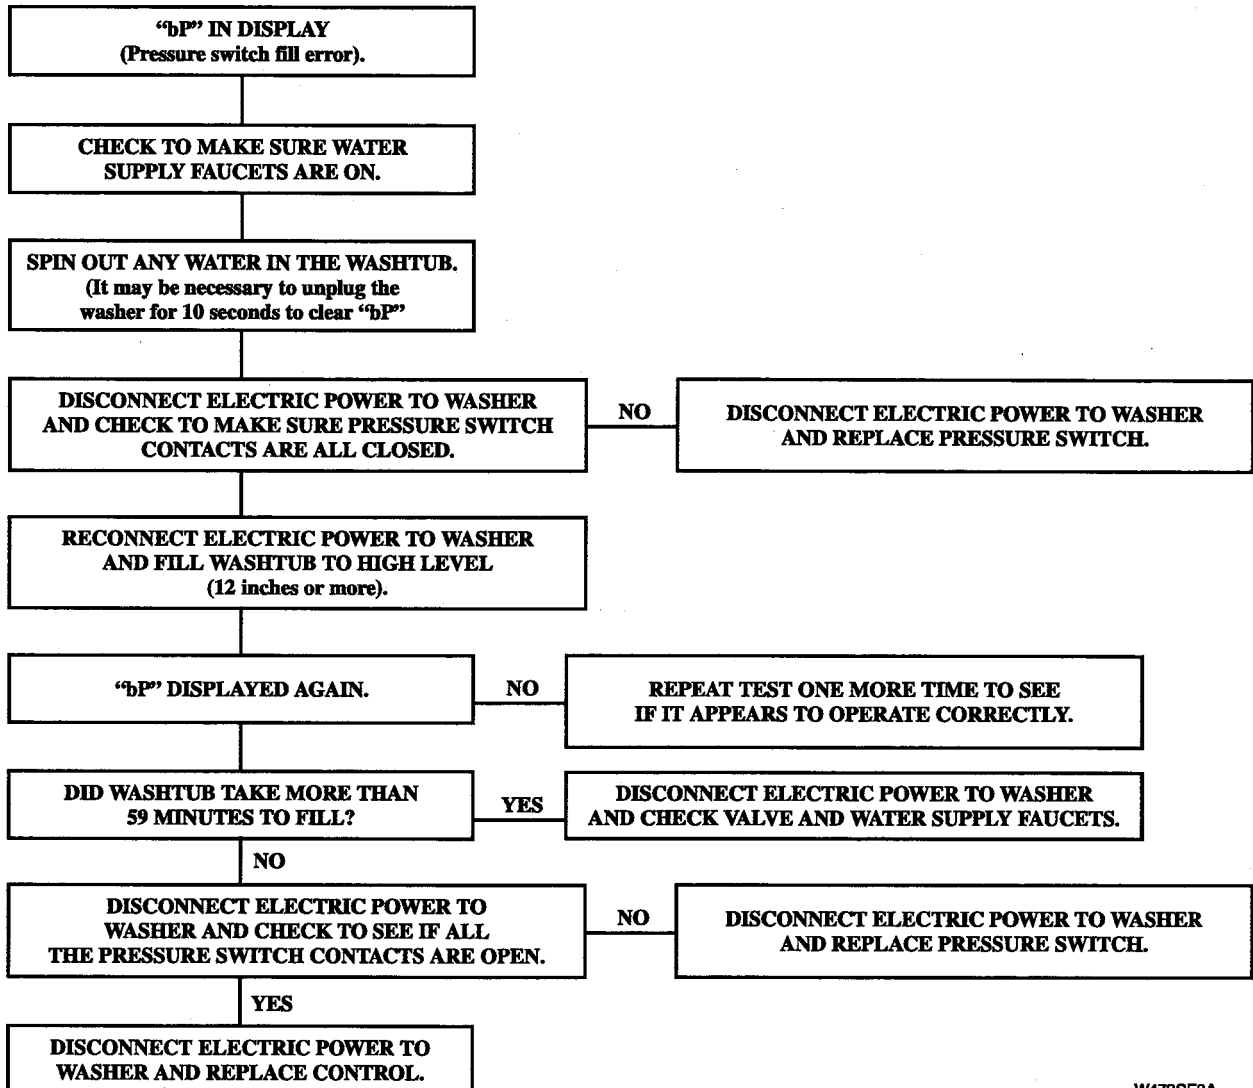 “bP” IN DISPLAY
(Pressure switch fill error).
CHECK TO MAKE SURE WATER
SUPPLY FAUCETS ARE ON.
SPIN OUT ANY WATER IN THE WASHTUB.
(It may be necessary to unplug the
washer for 10 seconds to clear “bP”
DISCONNECT ELECTRIC POWER TO WASHER
AND CHECK TO MAKE SURE PRESSURE SWITCH
CONTACTS ARE ALL CLOSED.
NO
DISCONNECT ELECTRIC POWER TO WASHER
AND REPLACE PRESSURE SWITCH.
RECONNECT ELECTRIC POWER TO WASHER
AND FILL WASHTUB TO HIGH LEVEL
(12 inches or more).
“bP” DISPLAYED AGAIN.
NO
REPEAT TEST ONE MORE TIME TO SEE
IF IT APPEARS TO OPERATE CORRECTLY.
DID WASHTUB TAKE MORE THAN
59 MINUTES TO FILL?
YES
DISCONNECT ELECTRIC POWER TO WASHER
AND CHECK VALVE AND WATER SUPPLY FAUCETS.
NO
DISCONNECT ELECTRIC POWER TO
WASHER AND CHECK TO SEE IF ALL
THE PRESSURE SWITCH CONTACTS ARE OPEN.
NO
DISCONNECT ELECTRIC POWER TO WASHER
AND REPLACE PRESSURE SWITCH.
YES
DISCONNECT ELECTRIC POWER TO
WASHER AND REPLACE CONTROL.